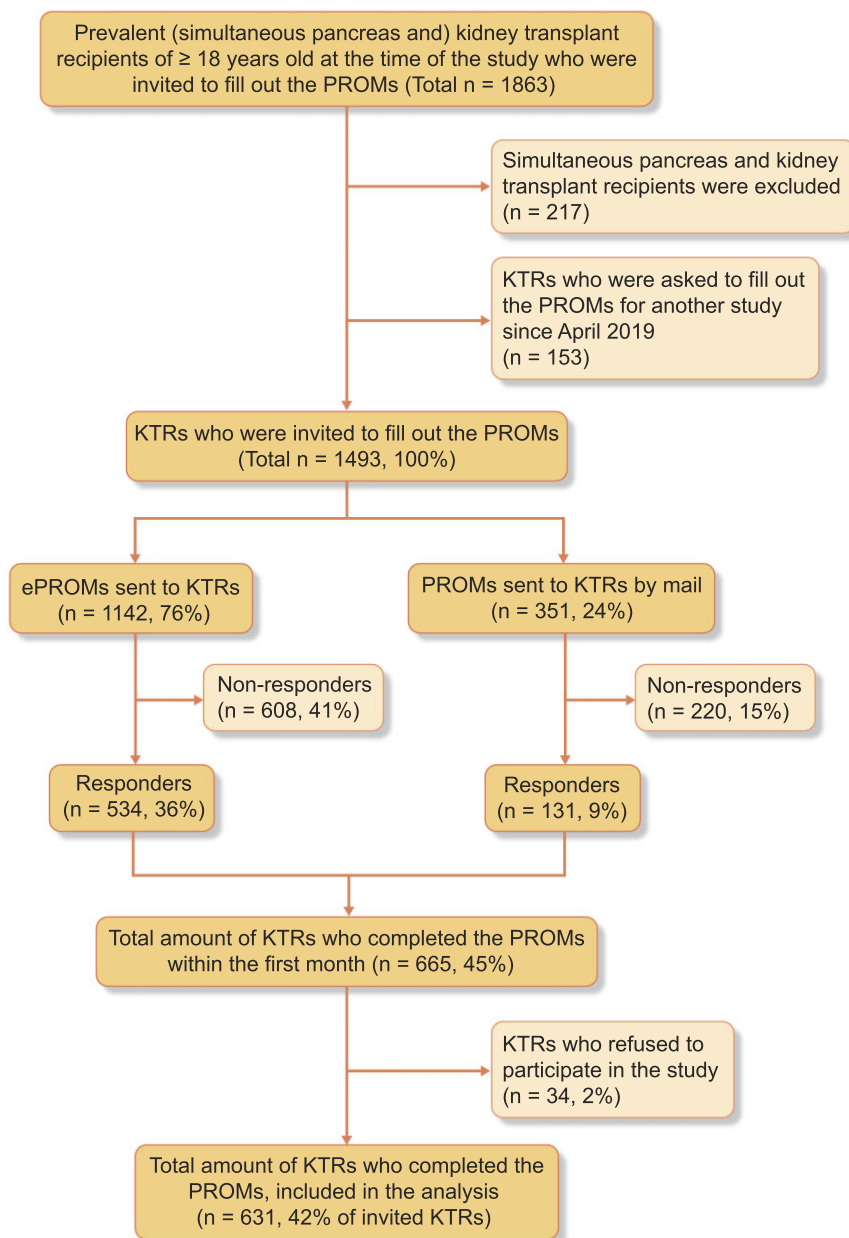 Prevalent (simultaneous pancreas and) kidney transplant
recipients of ≥ 18 years old at the time of the study who were
invited to fill out the PROMs (Total n = 1863)
Simultaneous pancreas and kidney
transplant recipients were excluded
(n = 217)
KTRs who were asked to fill out
the PROMs for another study
since April 2019
(n = 153)
KTRs who were invited to fill out the PROMs
(Total n = 1493, 100%)
ePROMs sent to KTRs
(n = 1142, 76%)
PROMs sent to KTRs by mail
(n = 351, 24%)
Non-responders
(n = 608, 41%)
Non-responders
(n = 220, 15%)
Responders
(n = 534, 36%)
Responders
(n = 131, 9%)
Total amount of KTRs who completed the PROMs
within the first month (n = 665, 45%)
KTRs who refused to
participate in the study
(n = 34, 2%)
Total amount of KTRs who completed the
PROMs, included in the analysis
(n = 631, 42% of invited KTRs)